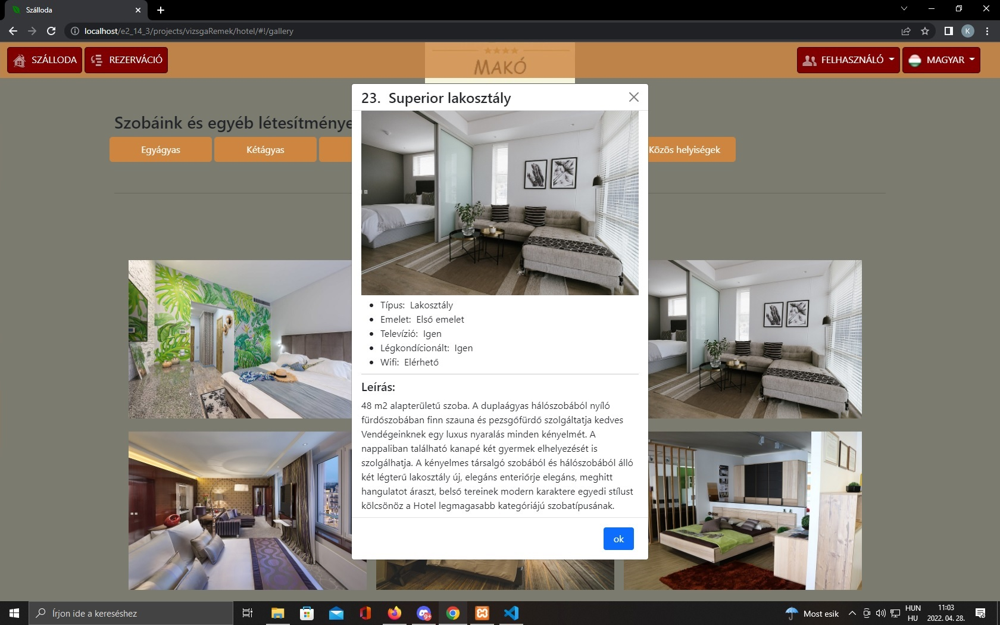 Szálloda
localhost/e2_14_3/projects/vizsgaRemek/hotel/#!/gallery
K
SZÁLLODA
REZERVÁCIÓ
MAKÓ
FELHASZNÁLÓ
MAGYAR
23. Superior lakosztály
Szobáink és egyéb létesítménye
Egyágyas
Kétágyas
Közös helyiségek
Típus: Lakosztály
Emelet: Első emelet
Televízió: Igen
Légkondícionált: Igen
Wifi: Elérhető
Leírás:
48 m2 alapterületű szoba. A duplaágyas hálószobából nyíló
fürdőszobában finn szauna és pezsgőfürdő szolgáltatja kedves
Vendégeinknek egy luxus nyaralás minden kényelmét. A
nappaliban található kanapé két gyermek elhelyezését is
szolgálhatja. A kényelmes társalgó szobából és hálószobából álló
két légterű lakosztály új, elegáns enteriőrje elegáns, meghitt
hangulatot áraszt, belső tereinek modern karaktere egyedi stílust
kölcsönöz a Hotel legmagasabb kategóriájú szobatípusának.
ok
Írjon ide a kereséshez
9+
Most esik
HUN
HU
11:03
2022. 04. 28.